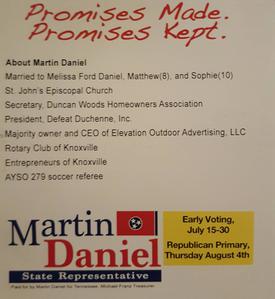 Promises Made.
Promises Kept.
About Martin Daniel
Married to Melissa Ford Daniel, Matthew(8), and Sophie(10)
St. John's Episcopal Church
Secretary, Duncan Woods Homeowners Association
President, Defeat Duchenne, Inc.
Majority owner and CEO of Elevation Outdoor Advertising, LLC
Rotary Club of Knoxville
Entrepreneurs of Knoxville
AYSO 279 soccer referee
Martin
Daniel
State Representative
Early Voting,
July 15-30
Republican Primary,
Thursday August 4th
Paid for by Martin Daniel for Tennessee, Michael Franz Treasurer